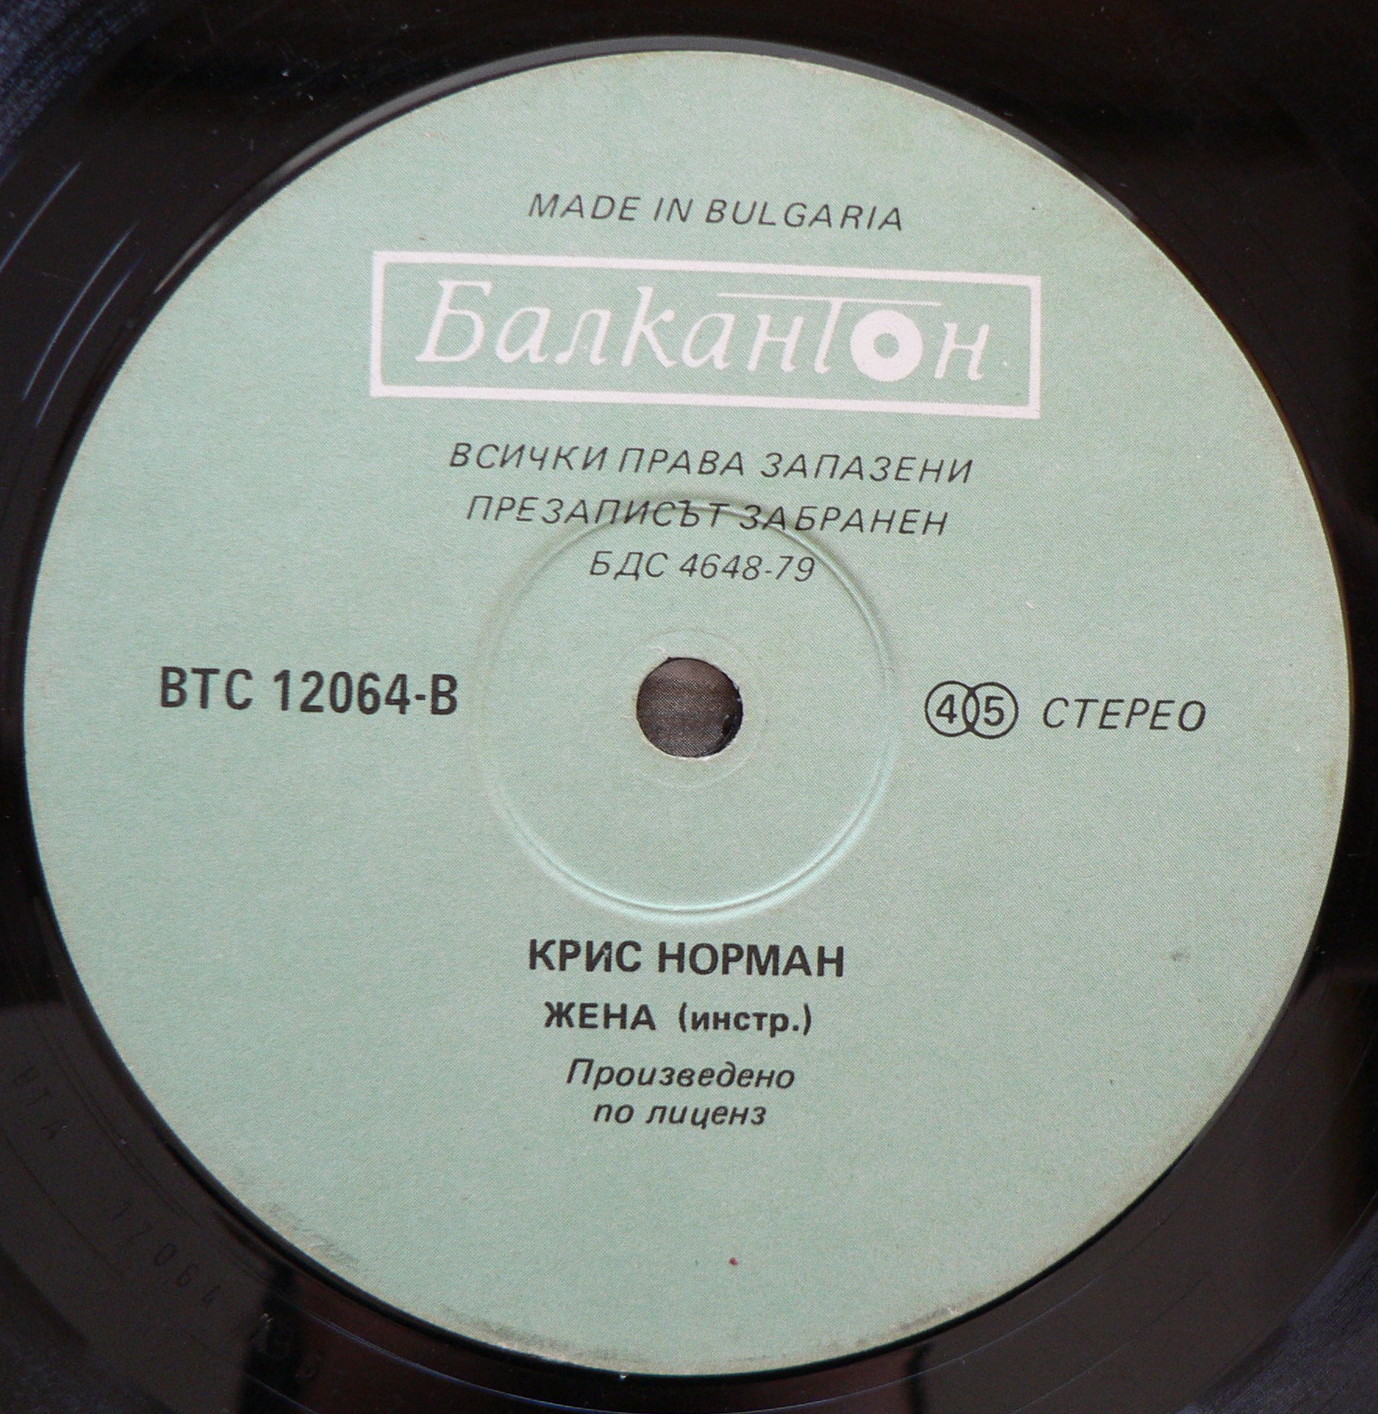 MADE IN BULGARIA
Балкантон
ВСИЧКИ ПРАВА ЗАПАЗЕНИ
ПРЕЗАПИСЪТ ЗАБРАНЕН
БДС 4648-79
ВТС 12064-В
45 СТЕРЕО
КРИС НОРМАН
ЖЕНА (инстр.)
Произведено
по лиценз